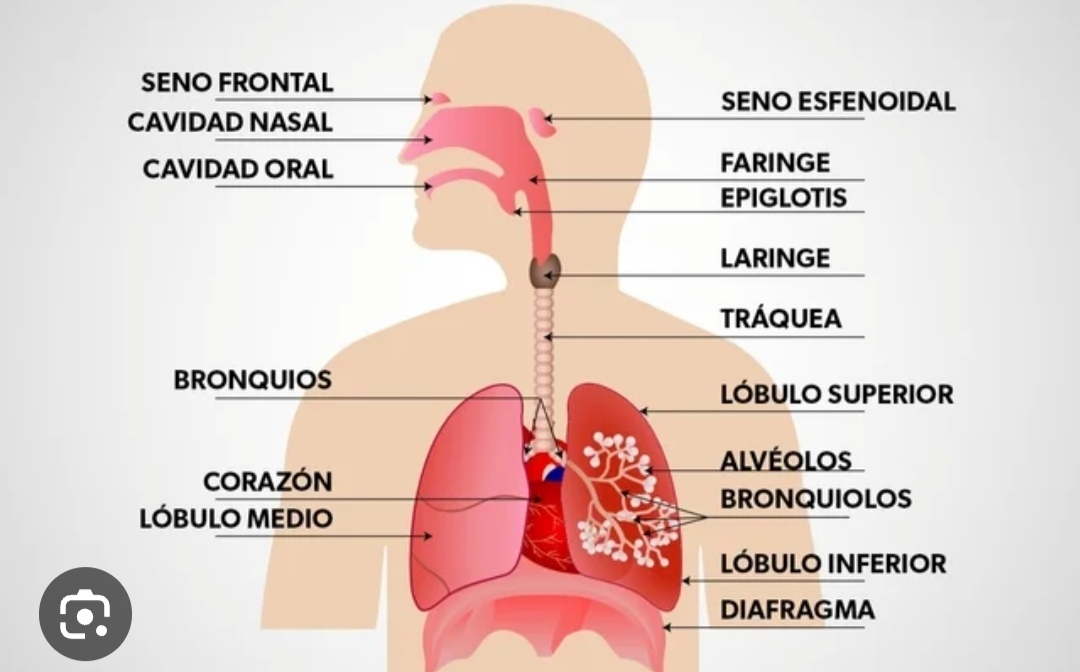 SENO FRONTAL
CAVIDAD NASAL
CAVIDAD ORAL
BRONQUIOS
CORAZÓN
LÓBULO MEDIO
SENO ESFENOIDAL
FARINGE
EPIGLOTIS
LARINGE
TRÁQUEA
LÓBULO SUPERIOR
ALVÉOLOS
BRONQUIOLOS
LÓBULO INFERIOR
DIAFRAGMA